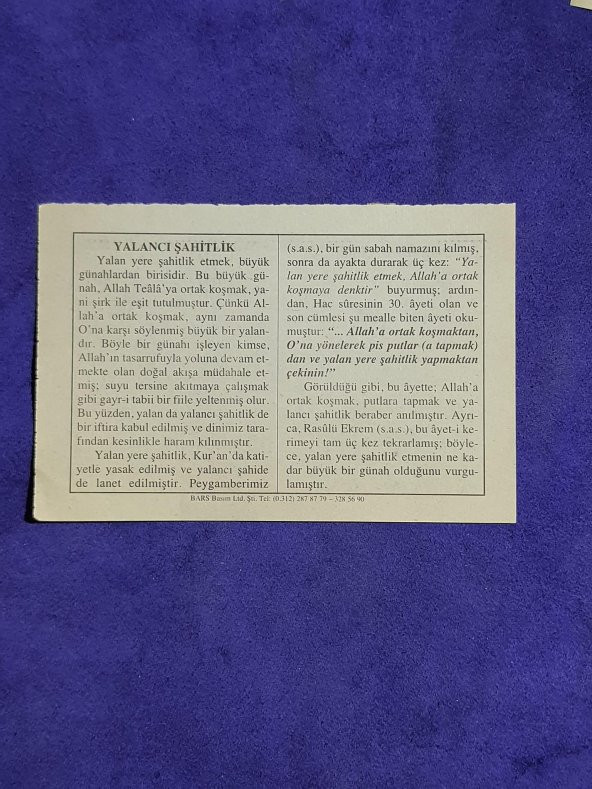 YALANCI ŞAHİTLİK
Yalan yere şahitlik etmek, büyük
günahlardan birisidir. Bu büyük gü-
nah, Allah Teâlâ'ya ortak koşmak, ya-
ni şirk ile eşit tutulmuştur. Çünkü Al-
lah'a ortak koşmak, aynı zamanda
O'na karşı söylenmiş büyük bir yalan-
dır. Böyle bir günahı işleyen kimse,
Allah'ın tasarrufuyla yoluna devam et-
mekte olan doğal akışa müdahale et-
miş; suyu tersine akıtmaya çalışmak
gibi gayr-i tabii bir fiile yeltenmiş olur.
Bu yüzden, yalan da yalancı şahitlik de
bir iftira kabul edilmiş ve dinimiz tara-
fından kesinlikle haram kılınmıştır.
Yalan yere şahitlik, Kur'an'da kati-
yetle yasak edilmiş ve yalancı şahide
de lanet edilmiştir. Peygamberimiz
(s.a.s.), bir gün sabah namazını kılmış,
sonra da ayakta durarak üç kez: "Ya-
lan yere şahitlik etmek, Allah'a ortak
koşmaya denktir" buyurmuş; ardın-
dan, Hac sûresinin 30. âyeti olan ve
son cümlesi şu mealle biten âyeti oku-
muştur: "... Allah'a ortak koşmaktan,
O'na yönelerek pis putlar (a tapmak)
dan ve yalan yere şahitlik yapmaktan
çekinin!"
Görüldüğü gibi, bu âyette; Allah'a
ortak koşmak, putlara tapmak ve ya-
lancı şahitlik beraber anılmıştır. Ayrı-
ca, Rasûlü Ekrem (s.a.s.), bu âyet-i ke-
rimeyi tam üç kez tekrarlamış; böyle-
ce, yalan yere şahitlik etmenin ne ka-
dar büyük bir günah olduğunu vurgu-
lamıştır.
BARS Basım Ltd. Şti. Tel: (0.312) 287 87 79 – 328 56 90